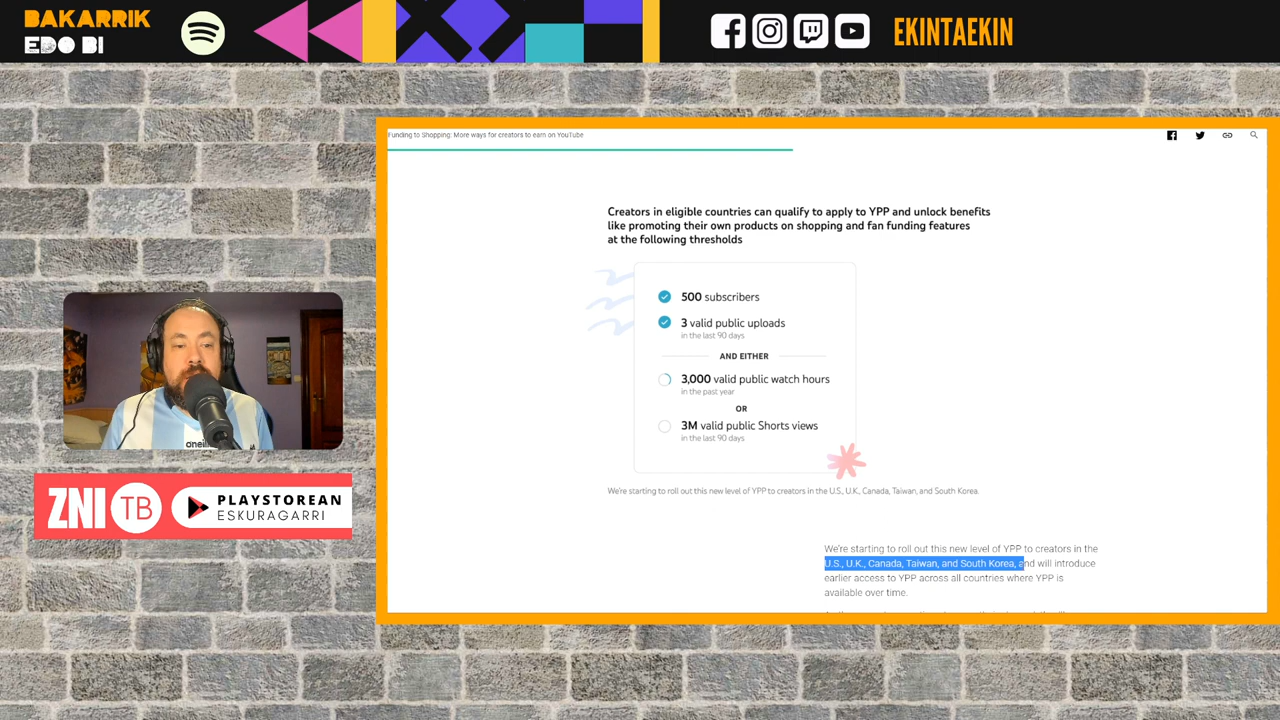 BAKARRIK
EDO BI
EKINTAEKIN
Funding to Shopping: More ways for creators to earn on YouTube
Creators in eligible countries can qualify to apply to YPP and unlock benefits
like promoting their own products on shopping and fan funding features
at the following thresholds
500 subscribers
3 valid public uploads
in the last 90 days
AND EITHER
3,000 valid public watch hours
in the past year
OR
3M valid public Shorts views
in the last 90 days
We're starting to roll out this new level of YPP to creators in the U.S., U.K., Canada, Taiwan, and South Korea.
We're starting to roll out this new level of YPP to creators in the
U.S., U.K., Canada, Taiwan, and South Korea, and will introduce
earlier access to YPP across all countries where YPP is
available over time.
ZNI TB
PLAYSTOREAN
ESKURAGARRI